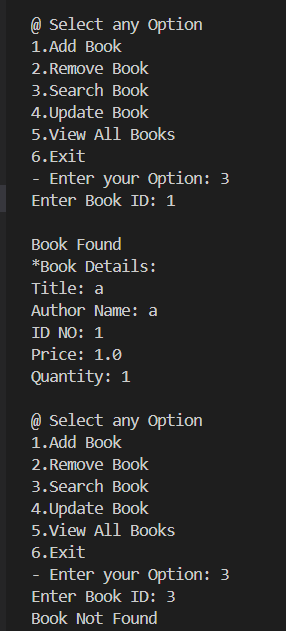 @ Select any Option
1.Add Book
2.Remove Book
3.Search Book
4.Update Book
5.View All Books
6.Exit
- Enter your Option: 3
Enter Book ID: 1
Book Found
*Book Details:
Title: a
Author Name: a
ID NO: 1
Price: 1.0
Quantity: 1
@ Select any Option
1.Add Book
2.Remove Book
3.Search Book
4.Update Book
5.View All Books
6.Exit
- Enter your Option: 3
Enter Book ID: 3
Book Not Found